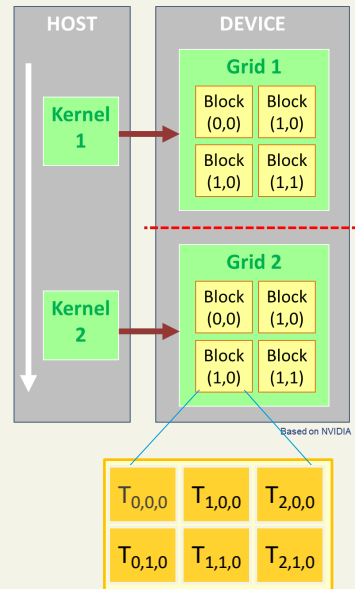 HOST
DEVICE
Grid 1
Block
(0,0)
Block
(1,0)
Kernel
1
Block
(1,0)
Block
(1,1)
Grid 2
Block
(0,0)
Block
(1,0)
Kernel
2
Block
(1,0)
Block
(1,1)
Based on NVIDIA
T0,0,0 T1,0,0 T2,0,0
T0,1,0 T1,1,0 T2,1,0